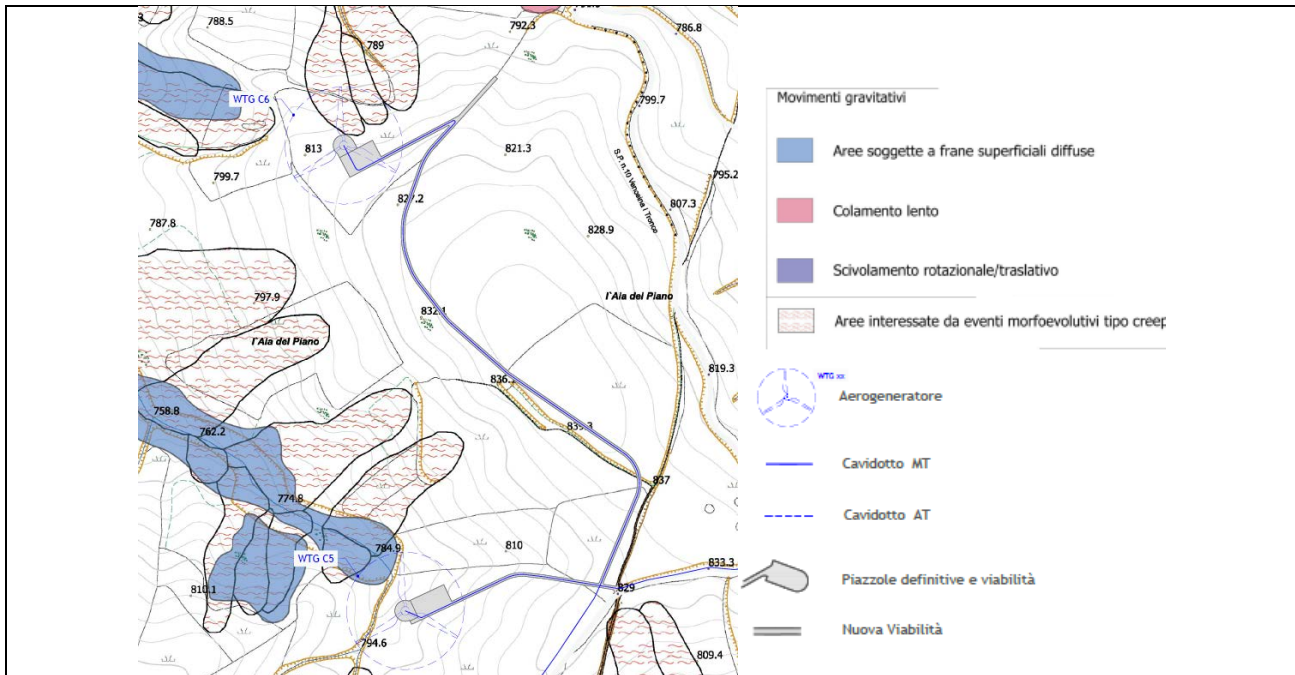 788.5
792.3
786.8
789
WTG C6
799.7
813
821.3
799.7
795.2
S.P. n.10 Venosina I Tronco
827.2
807.3
787.8
828.9
797.9
l'Aia del Piano
832.1
l'Aia del Piano
819.3
836.
758.8
762.2
839.3
837
774.8
784.9
810
WTG C5
833.3
829
810.1
794.6
809.4
Movimenti gravitativi
Aree soggette a frane superficiali diffuse
Colamento lento
Scivolamento rotazionale/traslativo
Aree interessate da eventi morfoevolutivi tipo creep
WTG xx
Aerogeneratore
Cavidotto MT
Cavidotto AT
Piazzole definitive e viabilità
Nuova Viabilità